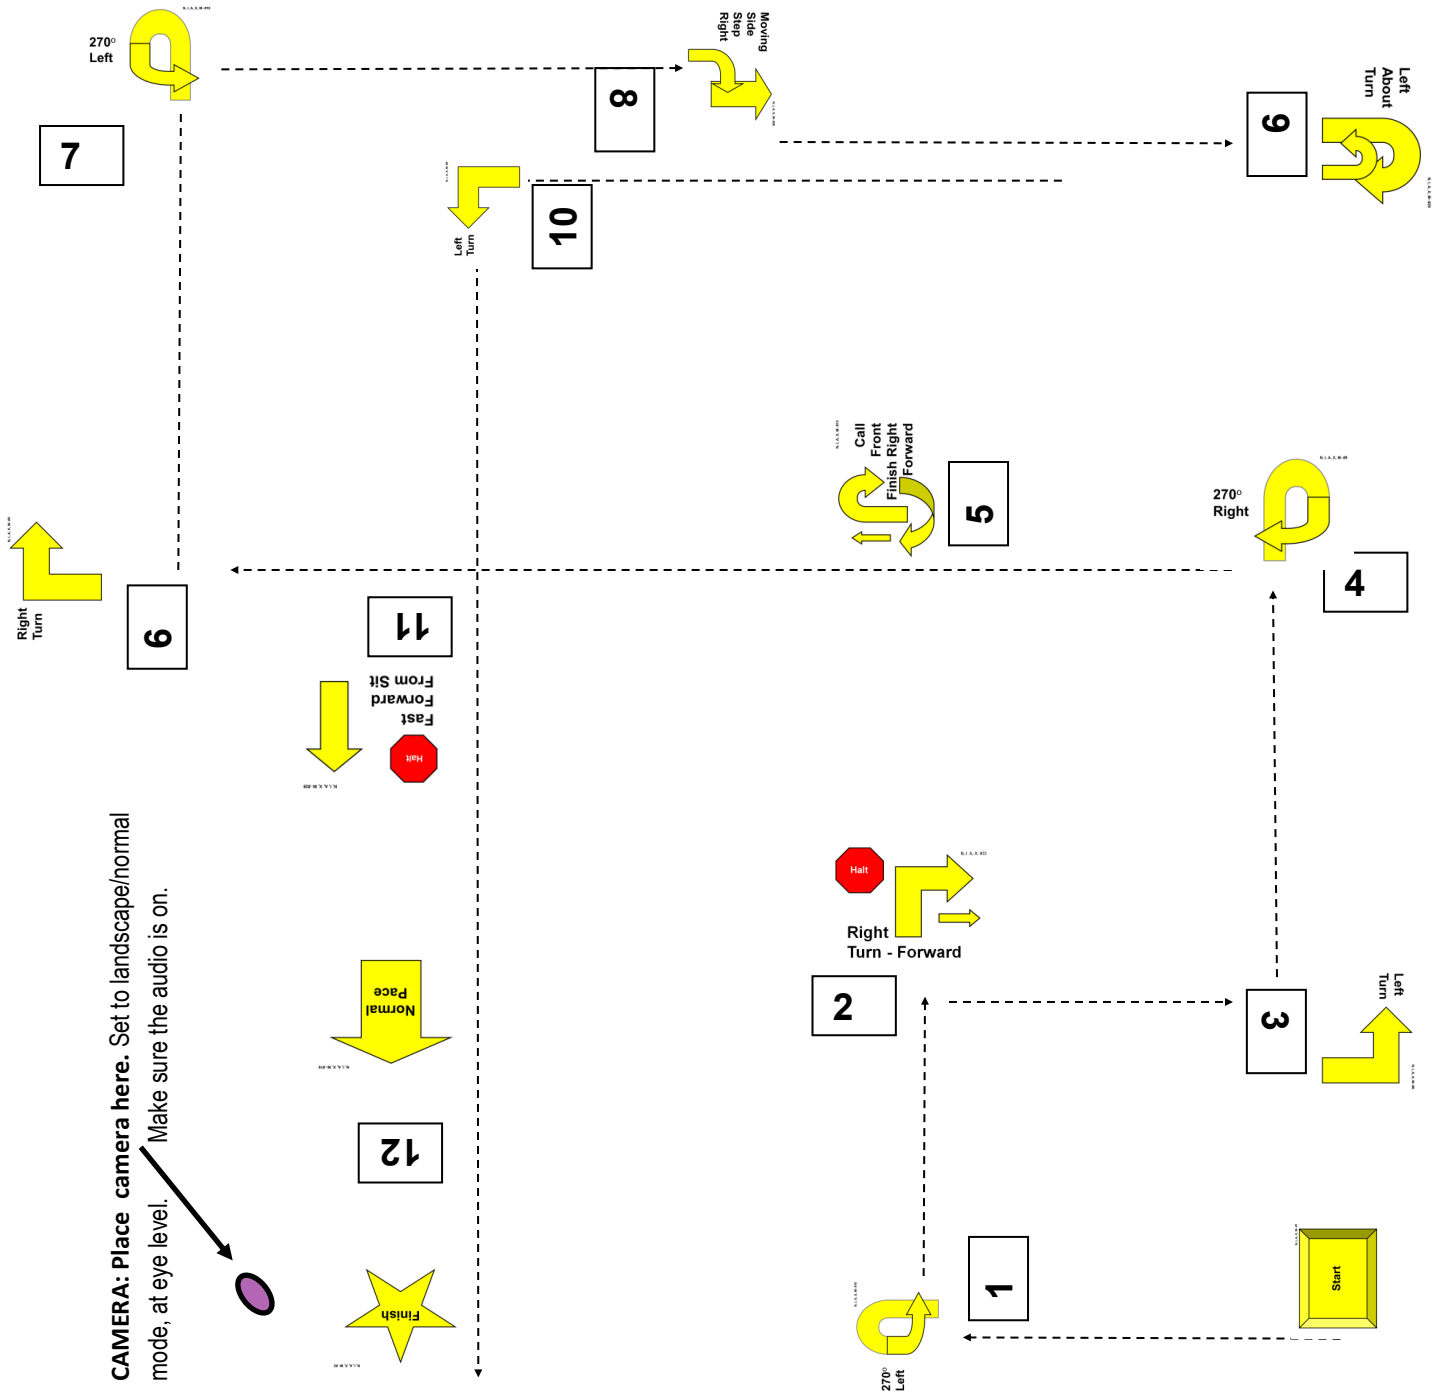 270° 
Left
7
8
Moving
Side
Step
Right
9
Left
About
Turn
10
Left
Turn
Call
Front
Finish Right
Forward
5
270°
Right
4
Right
Turn
6
11
Fast
Forward
From Sit
Halt
CAMERA: Place camera here. Set to landscape/normal
mode, at eye level. Make sure the audio is on.
Halt
Right
Turn - Forward
2
Normal
Pace
3
Left
Turn
12
Finish
1
270°
Left
Start